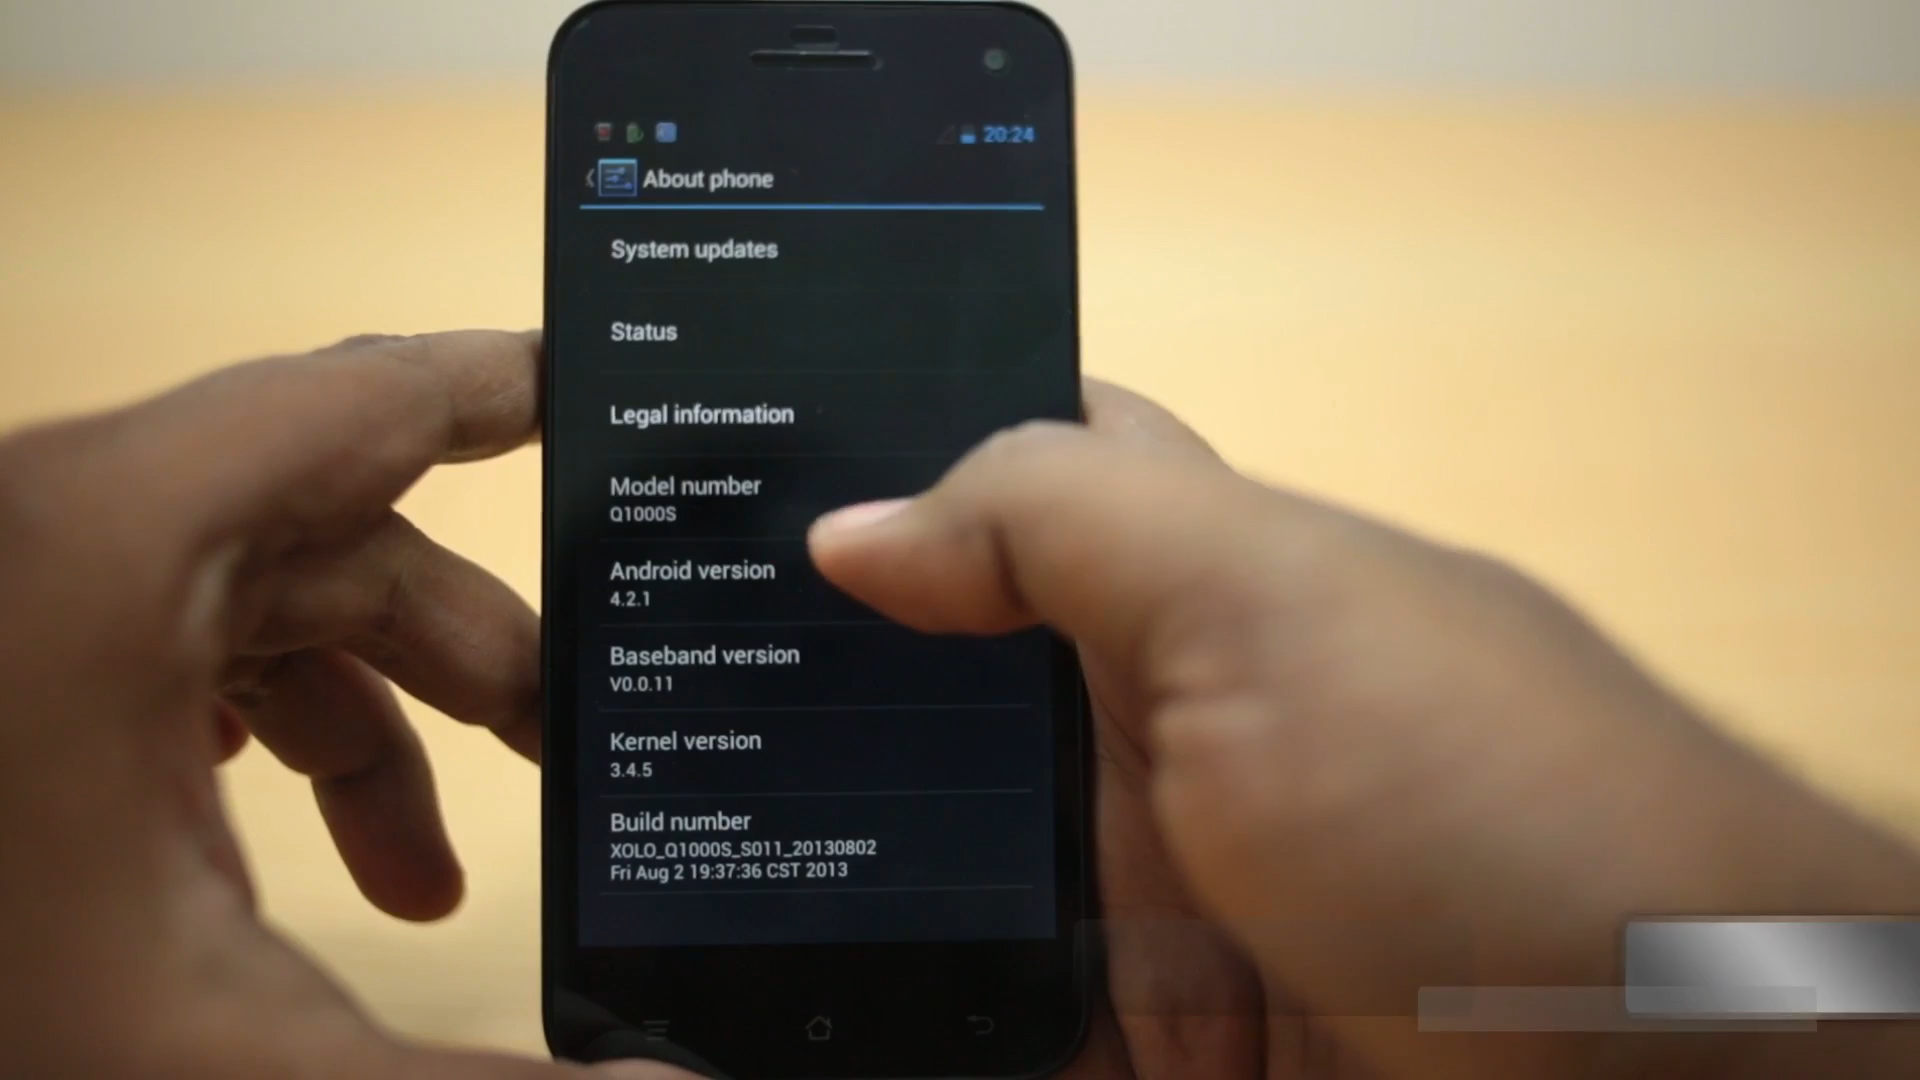 20:24
About phone
System updates
Status
Legal information
Model number
Q1000S
Android version
4.2.1
Baseband version
V0.0.11
Kernel version
3.4.5
Build number
XOLO_Q1000S_S011_20130802
Fri Aug 2 19:37:36 CST 2013